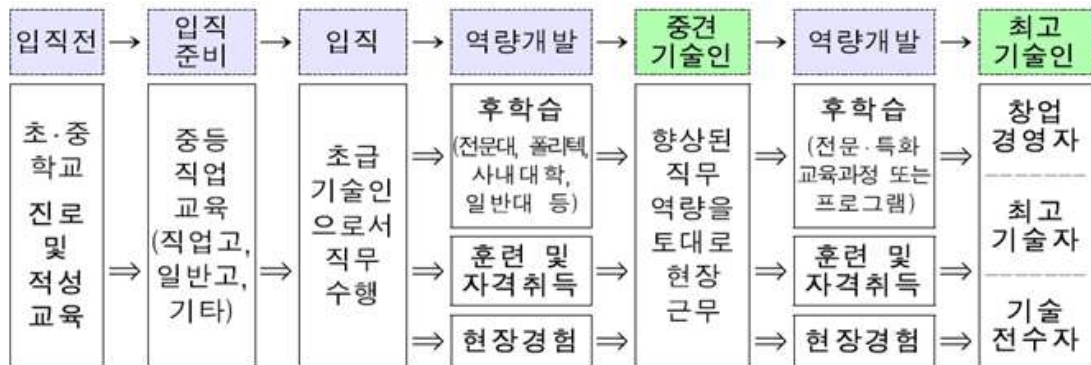 입직전 → 입직 준비 → 입직 → 역량개발 → 중견 기술인 → 역량개발 → 최고 기술인
초·중
학교
진로
및
적성
교육
⇒
중등
직업
교육
(직업고,
일반고,
기타)
⇒
초급
기술인
으로서
직무
수행
⇒
후학습
(전문대, 폴리텍,
사내대학,
일반대 등)
⇒
⇒
훈련 및
자격취득
⇒
⇒
현장경험
⇒
향상된
직무
역량을
토대로
현장
근무
⇒
후학습
(전문·특화
교육과정 또는
프로그램)
⇒
⇒
훈련 및
자격취득
⇒
⇒
현장경험
⇒
창업
경영자
최고
기술자
기술
전수자